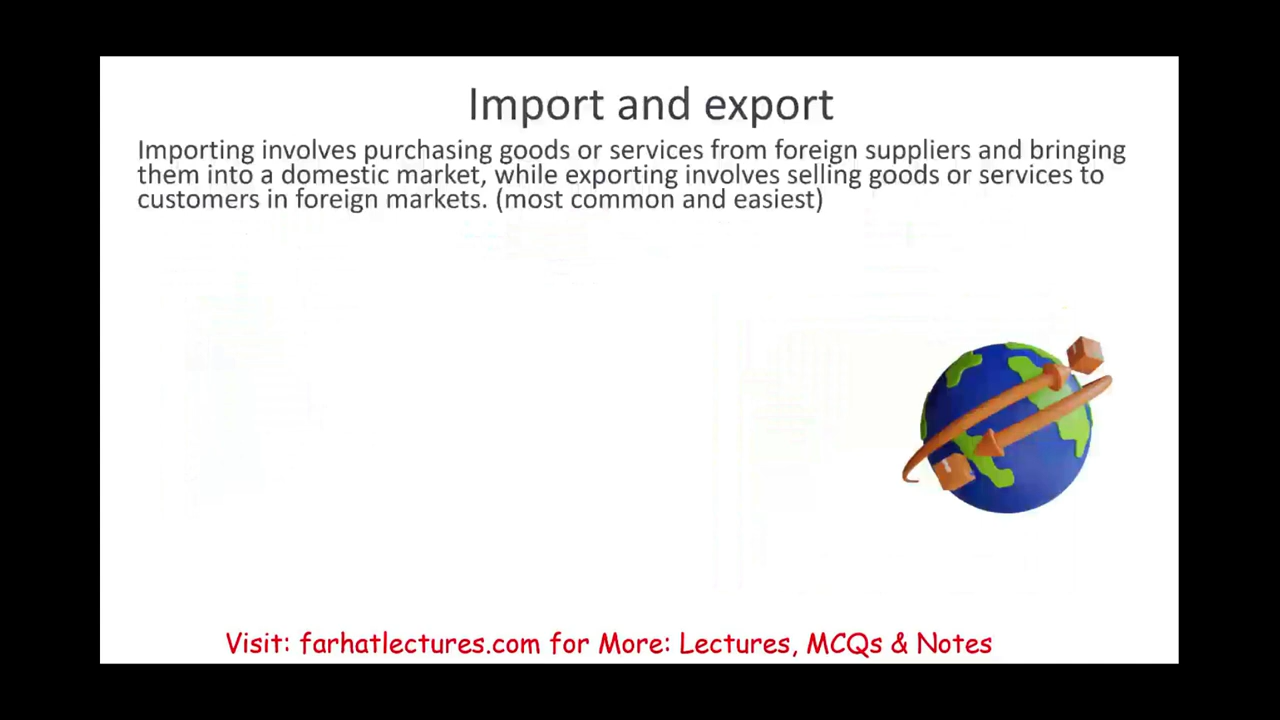 Import and export
Importing involves purchasing goods or services from foreign suppliers and bringing
them into a domestic market, while exporting involves selling goods or services to
customers in foreign markets. (most common and easiest)
Visit: farhatlectures.com for More: Lectures, MCQs & Notes